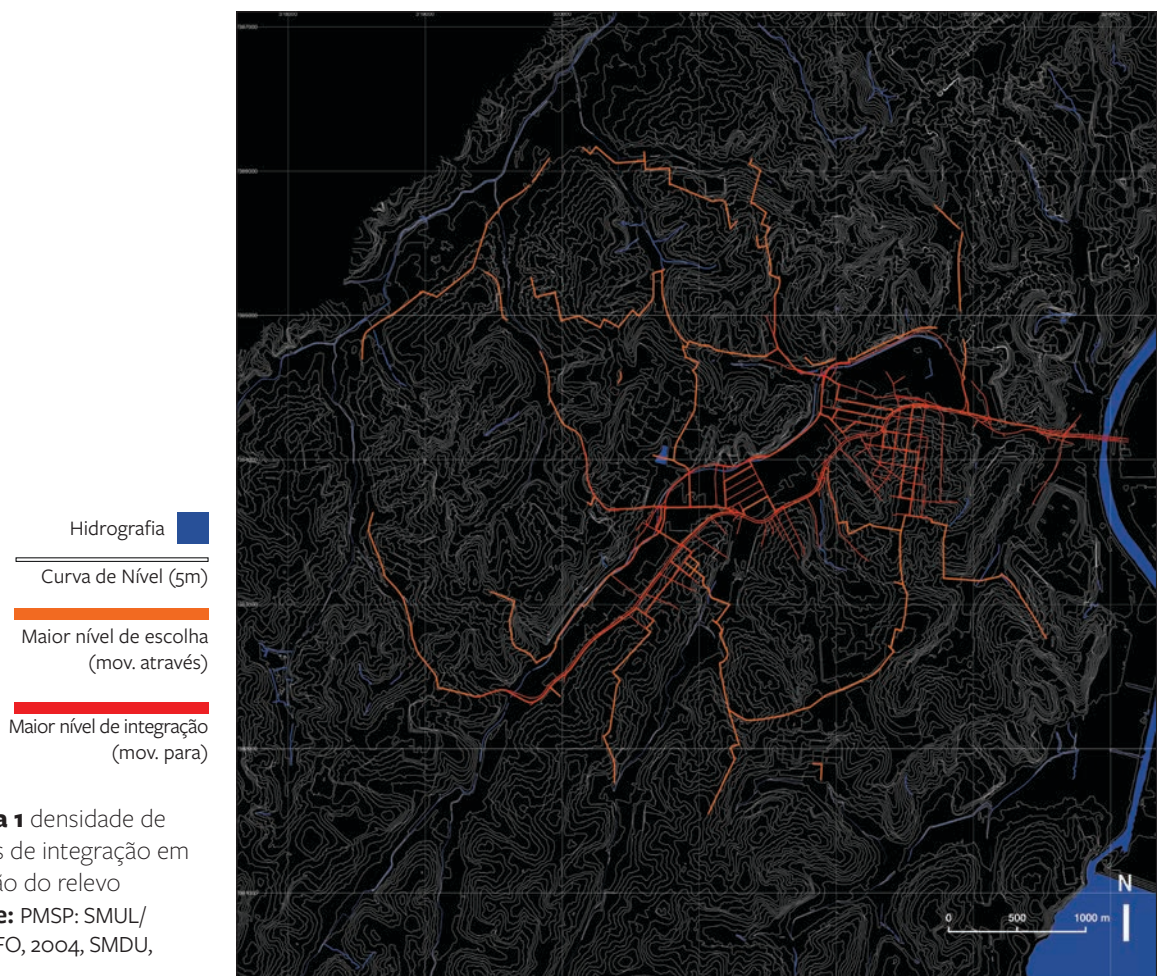 Hidrografia
Curva de Nível (5m)
Maior nível de escolha
(mov. através)
Maior nível de integração
(mov. para)
a 1 densidade de
s de integração em
ão do relevo
e: PMSP: SMUL/
FO, 2004, SMDU,
N
0 500 1000 m